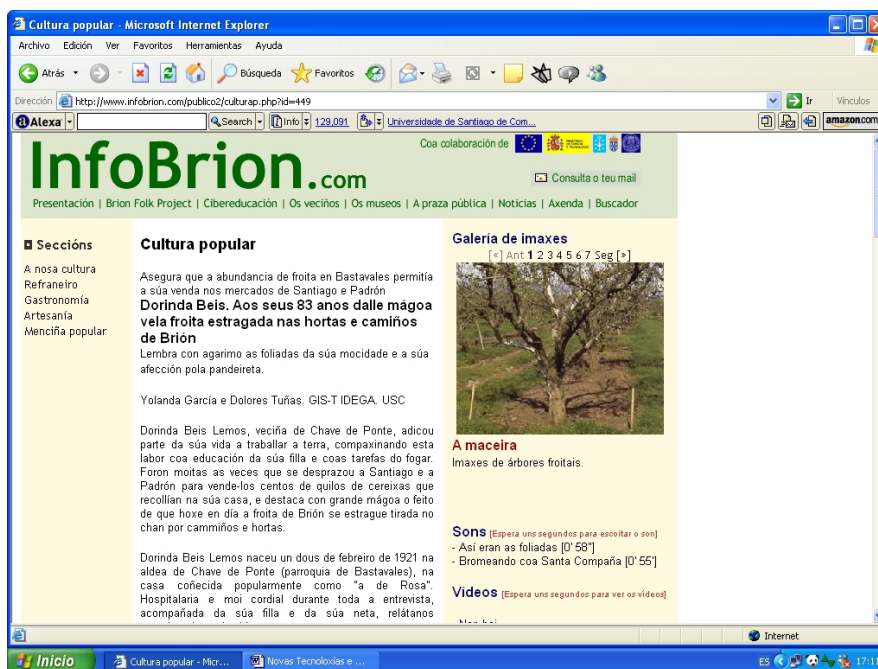 Cultura popular - Microsoft Internet Explorer
Archivo Edición Ver Favoritos Herramientas Ayuda
Atrás Búsqueda Favoritos
Dirección http://www.infobrion.com/publico2/culturap.php?id=449 Ir Vínculos
Alexa Search Info 129,091 Universidade de Santiago de Com... amazon.com
Coa colaboración de
InfoBrion.com
Consulta o teu mail
Presentación | Brion Folk Project | Cibereducación | Os veciños | Os museos | A praza pública | Noticias | Axenda | Buscador
Seccións
A nosa cultura
Refraneiro
Gastronomía
Artesanía
Menciña popular
Cultura popular
Asegura que a abundancia de froita en Bastavales permitía
a súa venda nos mercados de Santiago e Padrón
Dorinda Beis. Aos seus 83 anos dalle mágoa
vela froita estragada nas hortas e camiños
de Brión
Lembra con agarimo as foliadas da súa mocidade e a súa
afección pola pandeireta.
Yolanda García e Dolores Tuñas. GIS-T IDEGA. USC
Dorinda Beis Lemos, veciña de Chave de Ponte, adicou
parte da súa vida a traballar a terra, compaxinando esta
labor coa educación da súa filla e coas tarefas do fogar.
Foron moitas as veces que se desprazou a Santiago e a
Padrón para vende-los centos de quilos de cereixas que
recollían na súa casa, e destaca con grande mágoa o feito
de que hoxe en día a froita de Brión se estrague tirada no
chan por cammiños e hortas.
Dorinda Beis Lemos naceu un dous de febreiro de 1921 na
aldea de Chave de Ponte (parroquia de Bastavales), na
casa coñecida popularmente como "a de Rosa".
Hospitalaria e moi cordial durante toda a entrevista,
acompañada da súa filla e da súa neta, relátanos
Galería de imaxes
[«] Ant 1 2 3 4 5 6 7 Seg [»]
A maceira
Imaxes de árbores froitais.
Sons [Espera uns segundos para escoitar o son]
- Así eran as foliadas [0' 58"]
- Bromeando coa Santa Compaña [0' 55']
Vídeos [Espera uns segundos para ver os vídeos]
Internet
Inicio Cultura popular - Micr... Novas Tecnoloxías e ... ES 17:11